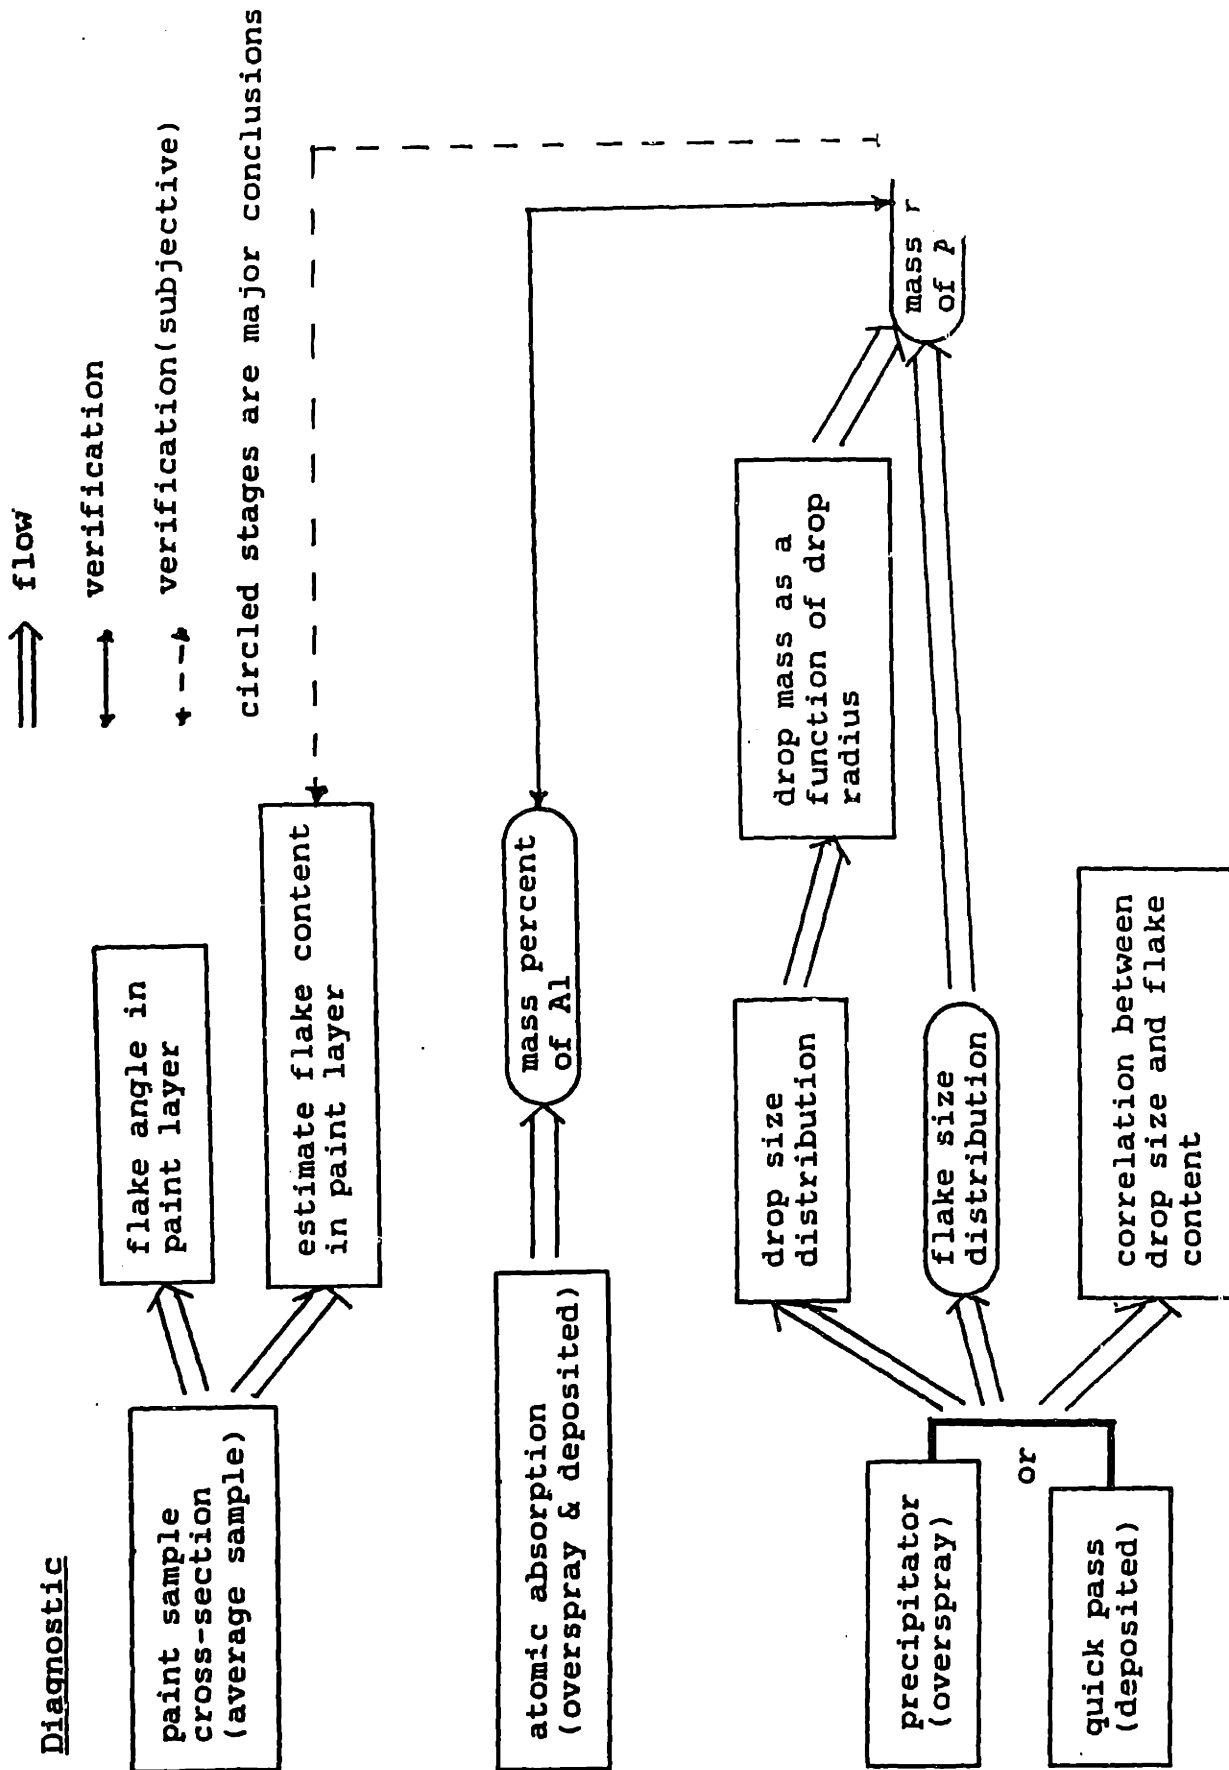 flow
verification
verification(subjective)
circled stages are major conclusions
Diagnostic
paint sample
cross-section
(average sample)
flake angle in
paint layer
estimate flake content
in paint layer
atomic absorption
(overspray & deposited)
mass percent
of Al
precipitator
(overspray)
or
quick pass
(deposited)
drop size
distribution
flake size
distribution
correlation between
drop size and flake
content
drop mass as a
function of drop
radius
mass r
of P